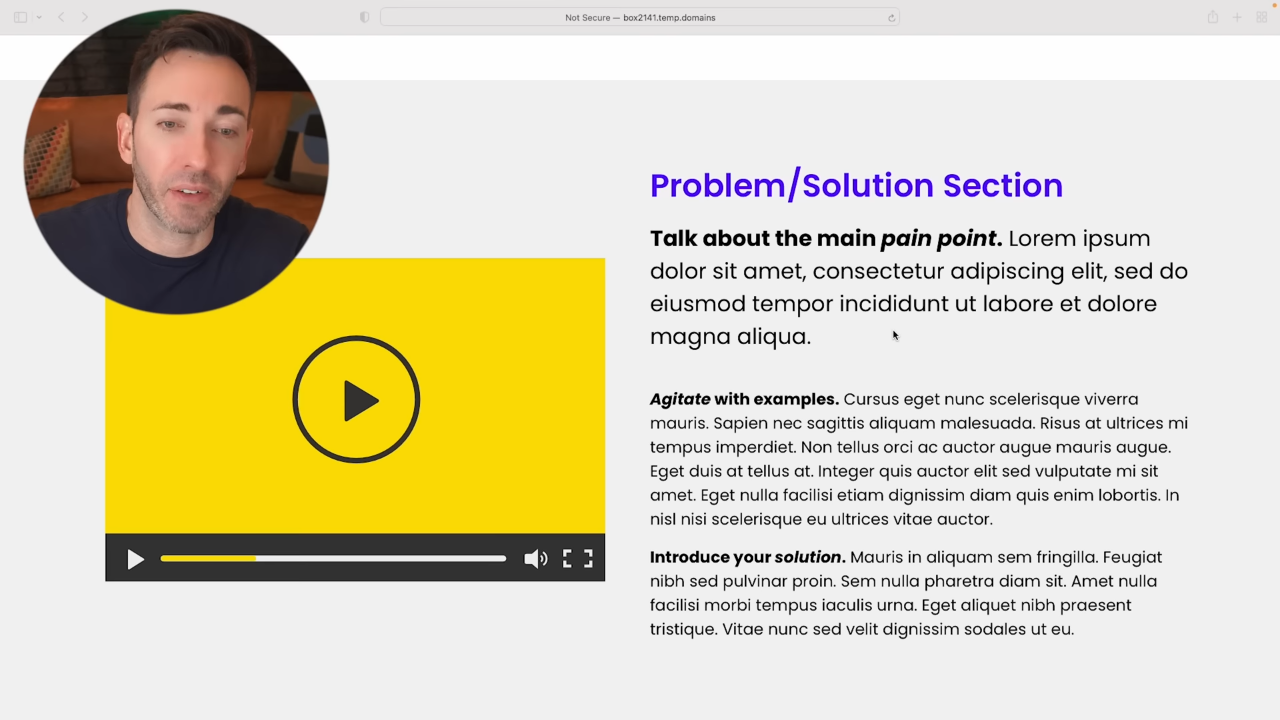 Not Secure — box2141.temp.domains
Problem/Solution Section
Talk about the main pain point. Lorem ipsum
dolor sit amet, consectetur adipiscing elit, sed do
eiusmod tempor incididunt ut labore et dolore
magna aliqua.
Agitate with examples. Cursus eget nunc scelerisque viverra
mauris. Sapien nec sagittis aliquam malesuada. Risus at ultrices mi
tempus imperdiet. Non tellus orci ac auctor augue mauris augue.
Eget duis at tellus at. Integer quis auctor elit sed vulputate mi sit
amet. Eget nulla facilisi etiam dignissim diam quis enim lobortis. In
nisl nisi scelerisque eu ultrices vitae auctor.
Introduce your solution. Mauris in aliquam sem fringilla. Feugiat
nibh sed pulvinar proin. Sem nulla pharetra diam sit. Amet nulla
facilisi morbi tempus iaculis urna. Eget aliquet nibh praesent
tristique. Vitae nunc sed velit dignissim sodales ut eu.